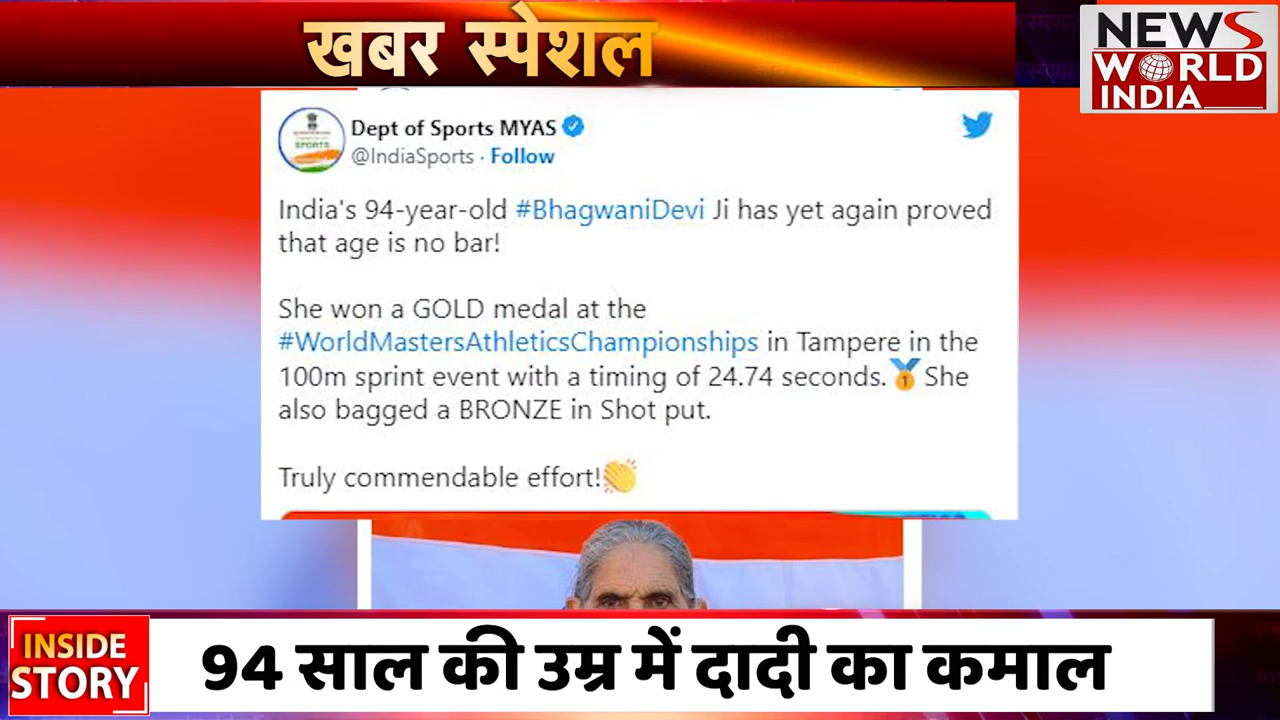 खबर स्पेशल
NEWS
WORLD
INDIA
SPORTS
Dept of Sports MYAS
@IndiaSports · Follow
India's 94-year-old #BhagwaniDevi Ji has yet again proved
that age is no bar!
She won a GOLD medal at the
#WorldMastersAthleticsChampionships in Tampere in the
100m sprint event with a timing of 24.74 seconds.🏅She
also bagged a BRONZE in Shot put.
Truly commendable effort!👏
INSIDE
STORY
94 साल की उम्र में दादी का कमाल